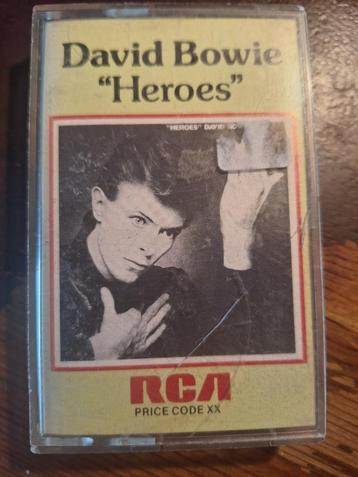 David Bowie
“Heroes”
"HEROES" DAVID
RCA
PRICE CODE XX